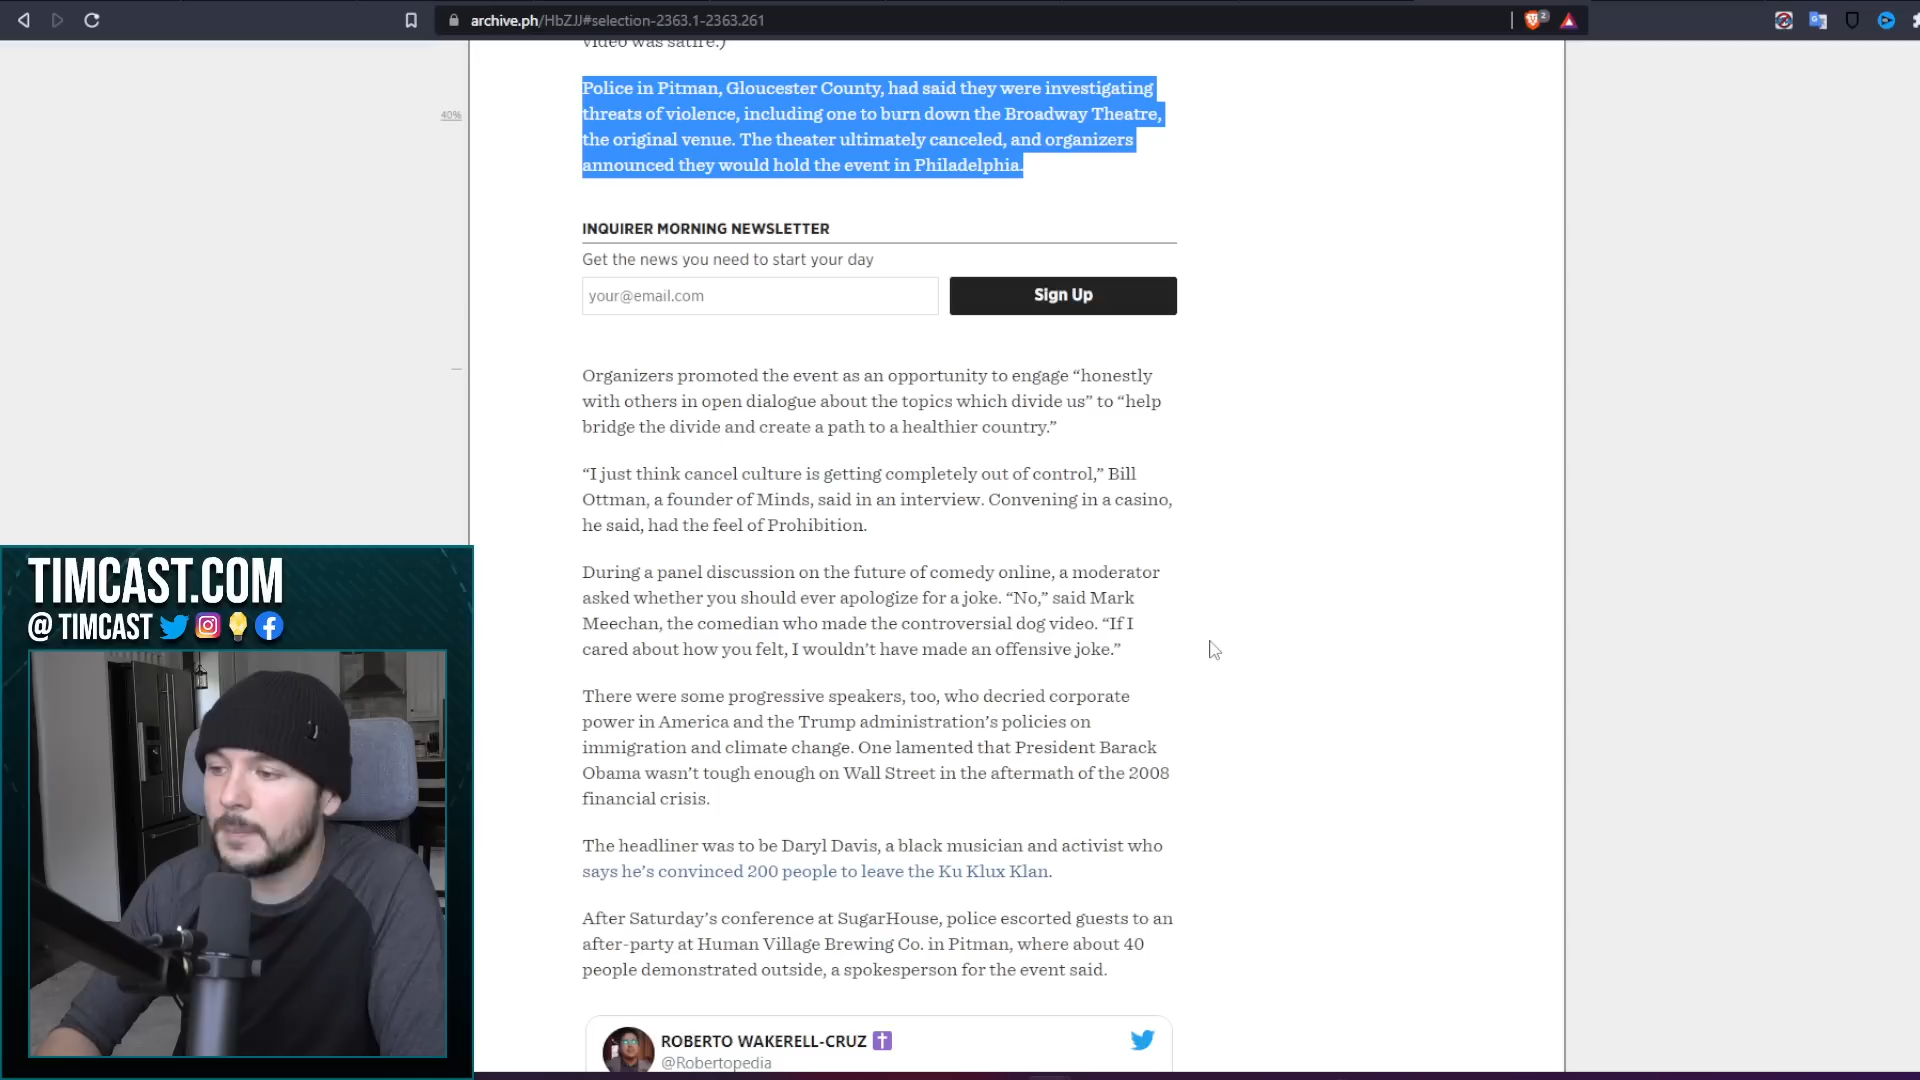 archive.ph/HbZJJ#selection-2363.1-2363.261
2
video was satire.)
40%
Police in Pitman, Gloucester County, had said they were investigating
threats of violence, including one to burn down the Broadway Theatre,
the original venue. The theater ultimately canceled, and organizers
announced they would hold the event in Philadelphia.
INQUIRER MORNING NEWSLETTER
Get the news you need to start your day
your@email.com
Sign Up
Organizers promoted the event as an opportunity to engage “honestly
with others in open dialogue about the topics which divide us” to “help
bridge the divide and create a path to a healthier country.”
“I just think cancel culture is getting completely out of control,” Bill
Ottman, a founder of Minds, said in an interview. Convening in a casino,
he said, had the feel of Prohibition.
During a panel discussion on the future of comedy online, a moderator
asked whether you should ever apologize for a joke. “No,” said Mark
Meechan, the comedian who made the controversial dog video. “If I
cared about how you felt, I wouldn’t have made an offensive joke.”
There were some progressive speakers, too, who decried corporate
power in America and the Trump administration’s policies on
immigration and climate change. One lamented that President Barack
Obama wasn’t tough enough on Wall Street in the aftermath of the 2008
financial crisis.
The headliner was to be Daryl Davis, a black musician and activist who
says he’s convinced 200 people to leave the Ku Klux Klan.
After Saturday’s conference at SugarHouse, police escorted guests to an
after-party at Human Village Brewing Co. in Pitman, where about 40
people demonstrated outside, a spokesperson for the event said.
ROBERTO WAKERELL-CRUZ
@Robertopedia
TIMCAST.COM
@ TIMCAST